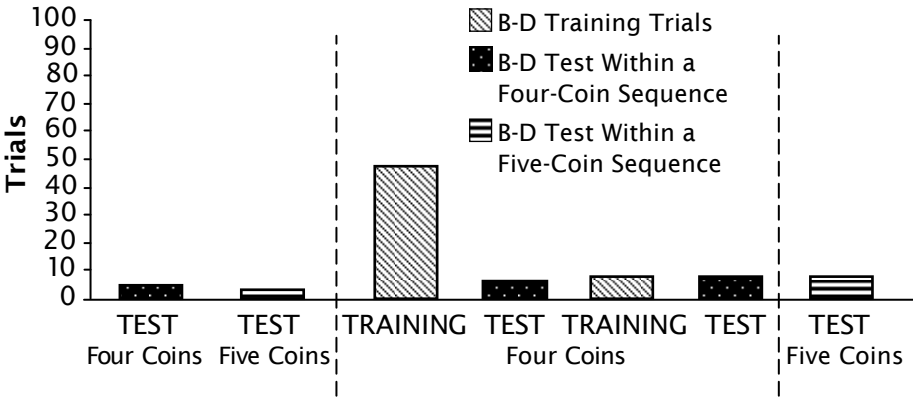 100
90
80
70
60
50
40
30
20
10
0
Trials
B-D Training Trials
B-D Test Within a
Four-Coin Sequence
B-D Test Within a
Five-Coin Sequence
TEST TEST TRAINING TEST TRAINING TEST TEST
Four Coins Five Coins Four Coins Five Coins